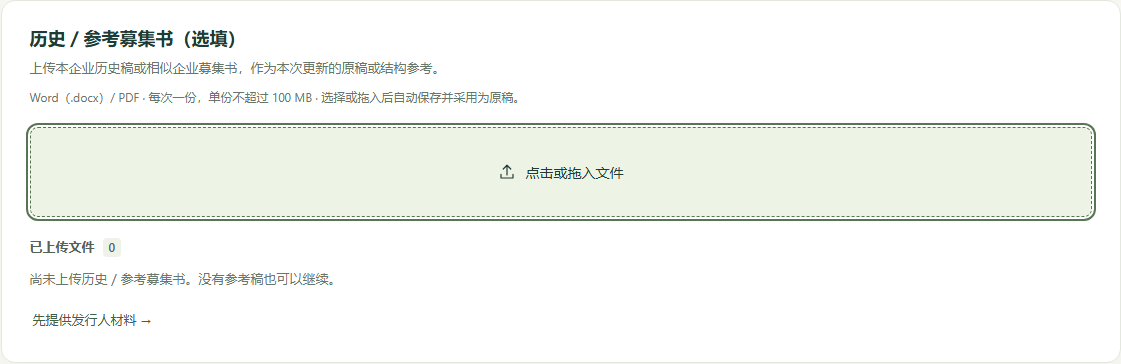 历史 / 参考募集书（选填）
上传本企业历史稿或相似企业募集书，作为本次更新的原稿或结构参考。
Word（.docx）/ PDF · 每次一份，单份不超过 100 MB · 选择或拖入后自动保存并采用为原稿。
点击或拖入文件
已上传文件 0
尚未上传历史 / 参考募集书。没有参考稿也可以继续。
先提供发行人材料 →